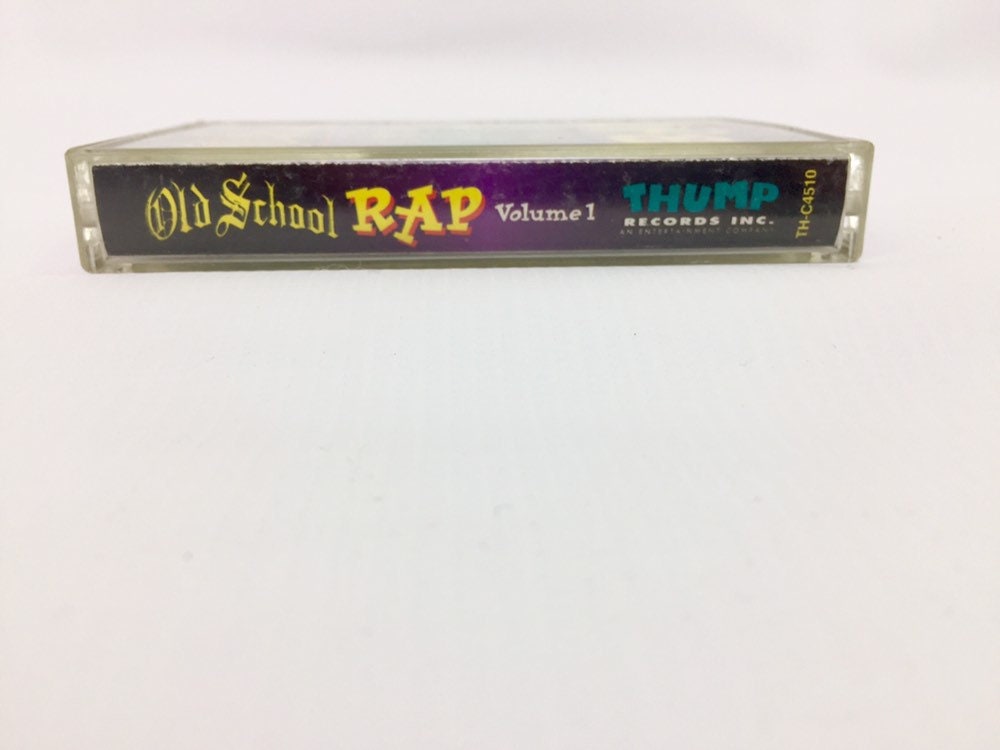 Old School RAP Volume 1
THUMP
RECORDS INC.
AN ENTERTAINMENT COMPANY
TH-C4510